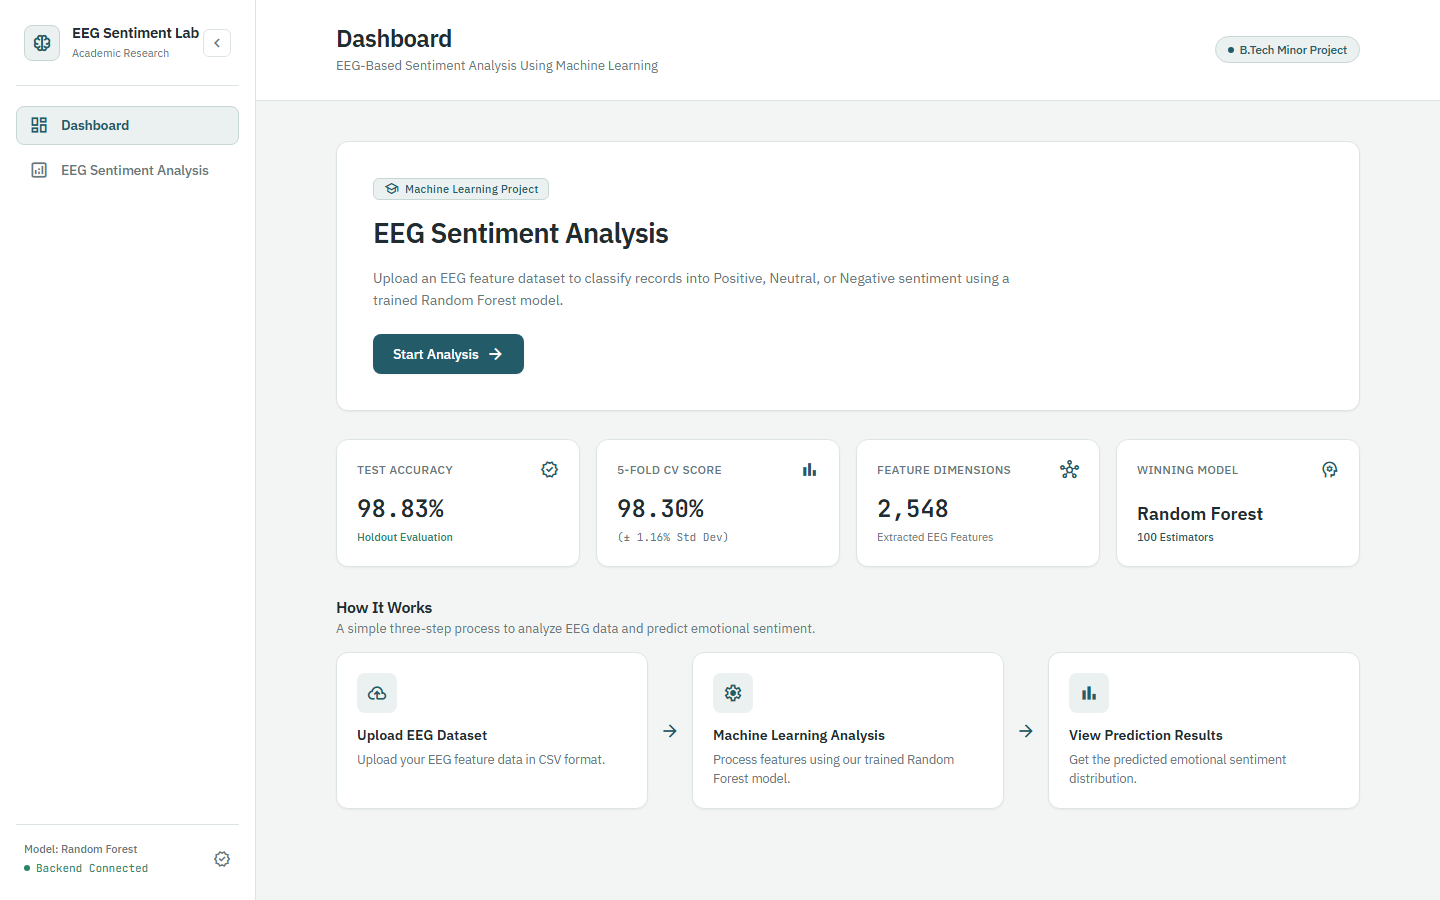 EEG Sentiment Lab
Academic Research
Dashboard
EEG Sentiment Analysis
Model: Random Forest
Backend Connected
Dashboard
EEG-Based Sentiment Analysis Using Machine Learning
B.Tech Minor Project
Machine Learning Project
EEG Sentiment Analysis
Upload an EEG feature dataset to classify records into Positive, Neutral, or Negative sentiment using a
trained Random Forest model.
Start Analysis
TEST ACCURACY
98.83%
Holdout Evaluation
5-FOLD CV SCORE
98.30%
(± 1.16% Std Dev)
FEATURE DIMENSIONS
2,548
Extracted EEG Features
WINNING MODEL
Random Forest
100 Estimators
How It Works
A simple three-step process to analyze EEG data and predict emotional sentiment.
Upload EEG Dataset
Upload your EEG feature data in CSV format.
Machine Learning Analysis
Process features using our trained Random
Forest model.
View Prediction Results
Get the predicted emotional sentiment
distribution.